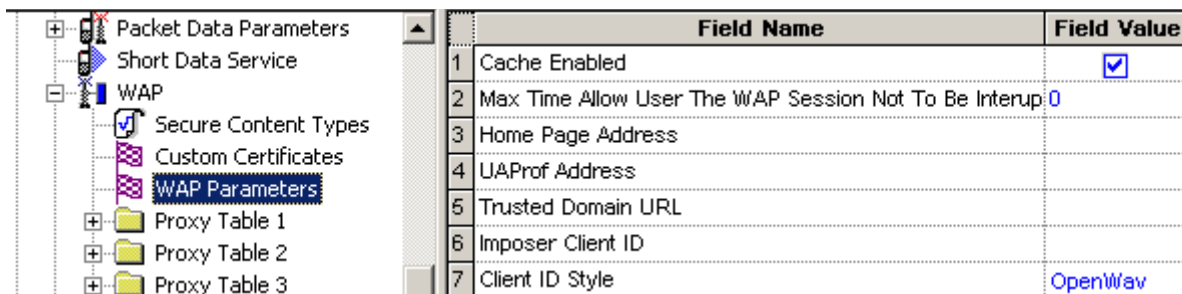 Packet Data Parameters
Short Data Service
WAP
Secure Content Types
Custom Certificates
WAP Parameters
Proxy Table 1
Proxy Table 2
Proxy Table 3
Field Name Field Value
1 Cache Enabled
2 Max Time Allow User The WAP Session Not To Be Interup 0
3 Home Page Address
4 UAProf Address
5 Trusted Domain URL
6 Imposer Client ID
7 Client ID Style OpenWav